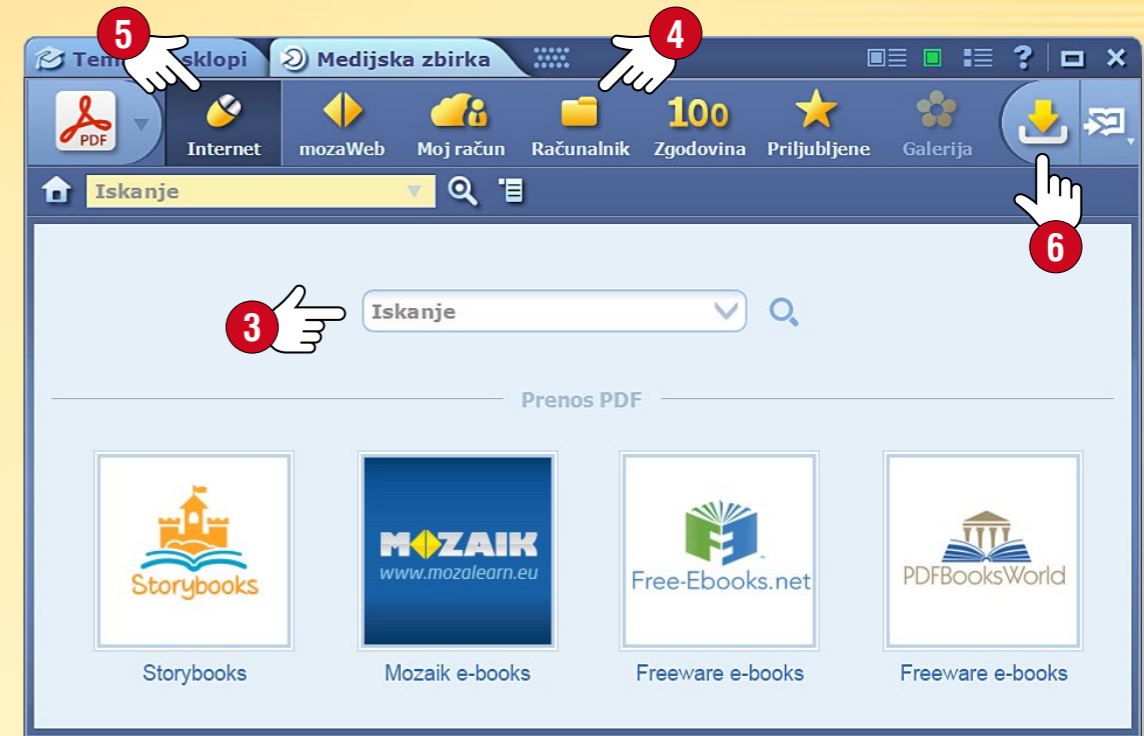 5
4
sklopi Medijska zbirka ?
PDF Internet mozaWeb Moj račun Računalnik 100 Zgodovina Priljubljene Galerija
Iskanje
6
3 Iskanje
Prenos PDF
Storybooks MOZAIK www.mozalearn.eu Free-Ebooks.net PDFBooksWorld
Storybooks Mozaik e-books Freeware e-books Freeware e-books